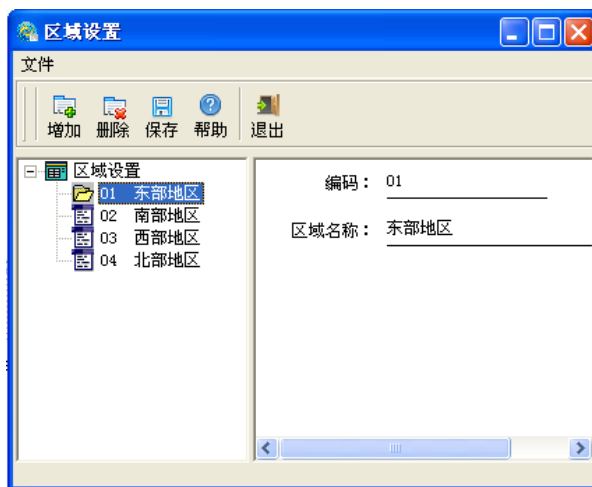 区域设置
文件
增加 删除 保存 帮助 退出
区域设置
01 东部地区
02 南部地区
03 西部地区
04 北部地区
编码： 01
区域名称： 东部地区